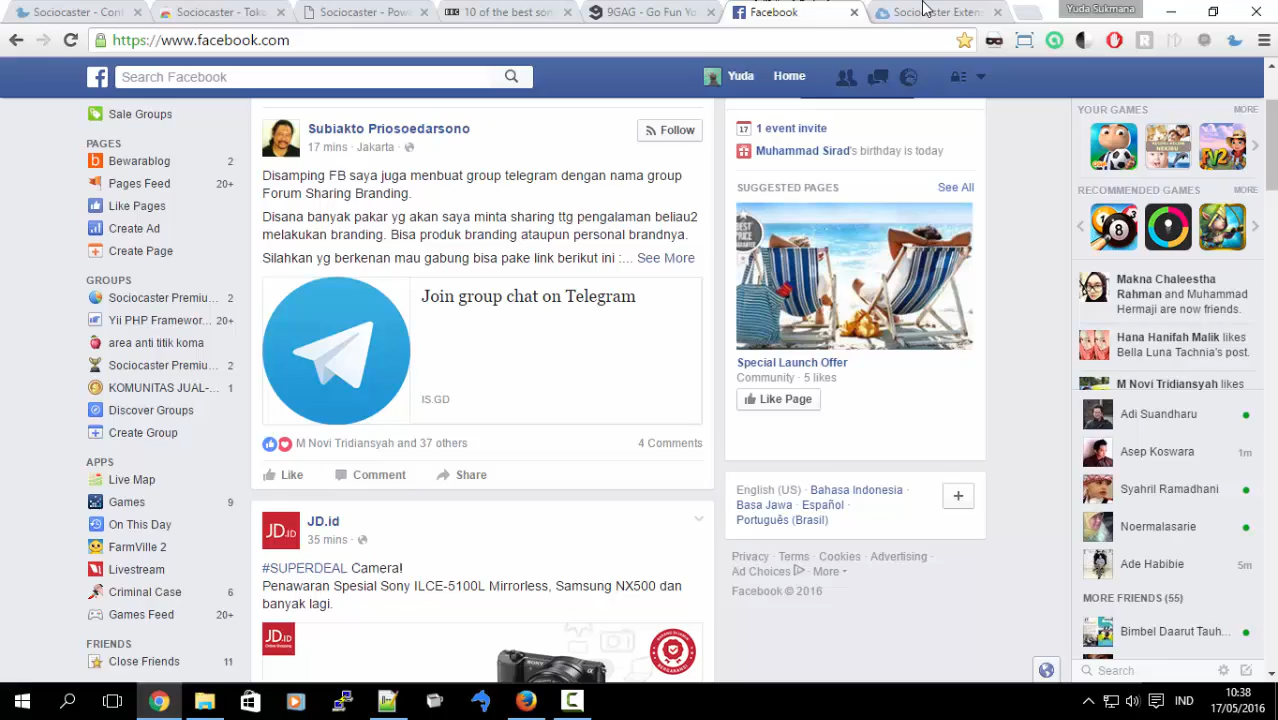 Sociocaster - Con
Sociocaster - Tok
Sociocaster - Pow
10 of the best son
9GAG - Go Fun Yo
Facebook
Sociocaster Exten
Yuda Sukmana
https://www.facebook.com
Search Facebook
Yuda
Home
Sale Groups
PAGES
Bewarablog 2
Pages Feed 20+
Like Pages
Create Ad
Create Page
GROUPS
Sociocaster Premiu... 2
Yii PHP Framewor... 20+
area anti titik koma
Sociocaster Premiu... 2
KOMUNITAS JUAL-... 1
Discover Groups
Create Group
APPS
Live Map
Games 9
On This Day
FarmVille 2
Livestream
Criminal Case 6
Games Feed 20+
FRIENDS
Close Friends 11
Subiakto Priosoedarsono
17 mins · Jakarta ·
Follow
Disamping FB saya juga menbuat group telegram dengan nama group
Forum Sharing Branding.
Disana banyak pakar yg akan saya minta sharing ttg pengalaman beliau2
melakukan branding. Bisa produk branding ataupun personal brandnya.
Silahkan yg berkenan mau gabung bisa pake link berikut ini :... See More
Join group chat on Telegram
IS.GD
M Novi Tridiansyah and 37 others
4 Comments
Like
Comment
Share
JD.id
35 mins ·
#SUPERDEAL Camera!
Penawaran Spesial Sony ILCE-5100L Mirrorless, Samsung NX500 dan
banyak lagi.
JD.ID
SONY
17
1 event invite
Muhammad Sirad's birthday is today
SUGGESTED PAGES
See All
BEST
PRICE
Special Launch Offer
Community · 5 likes
Like Page
English (US) · Bahasa Indonesia ·
Basa Jawa · Español ·
Português (Brasil)
Privacy · Terms · Cookies · Advertising ·
Ad Choices · More
Facebook © 2016
YOUR GAMES
MORE
FV2
RECOMMENDED GAMES
MORE
8
Makna Chaleestha
Rahman and Muhammad
Hermaji are now friends.
Hana Hanifah Malik likes
Bella Luna Tachnia's post.
M Novi Tridiansyah likes
Adi Suandharu
Asep Koswara 1m
Syahril Ramadhani
Noermalasarie
Ade Habibie 5m
MORE FRIENDS (55)
Bimbel Daarut Tauh...
Search
IND
10:38
17/05/2016